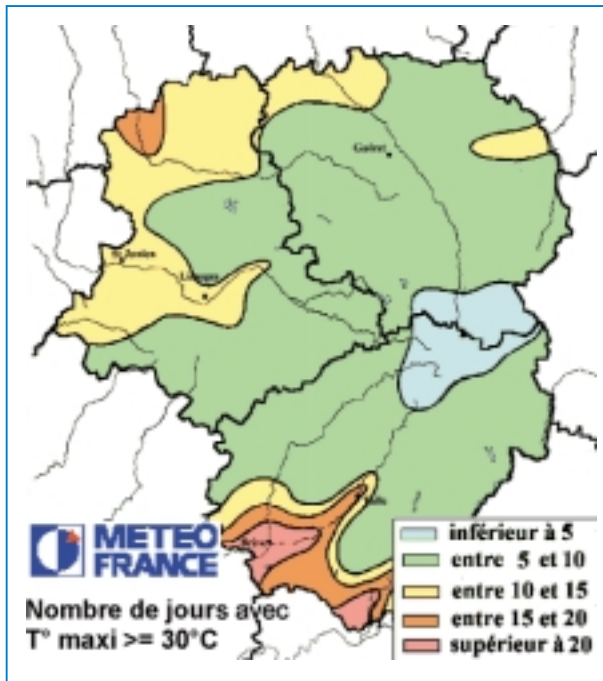 Guéret
St Junien
Limoges
METEO
FRANCE
Nombre de jours avec
T° maxi >= 30°C
inférieur à 5
entre 5 et 10
entre 10 et 15
entre 15 et 20
supérieur à 20